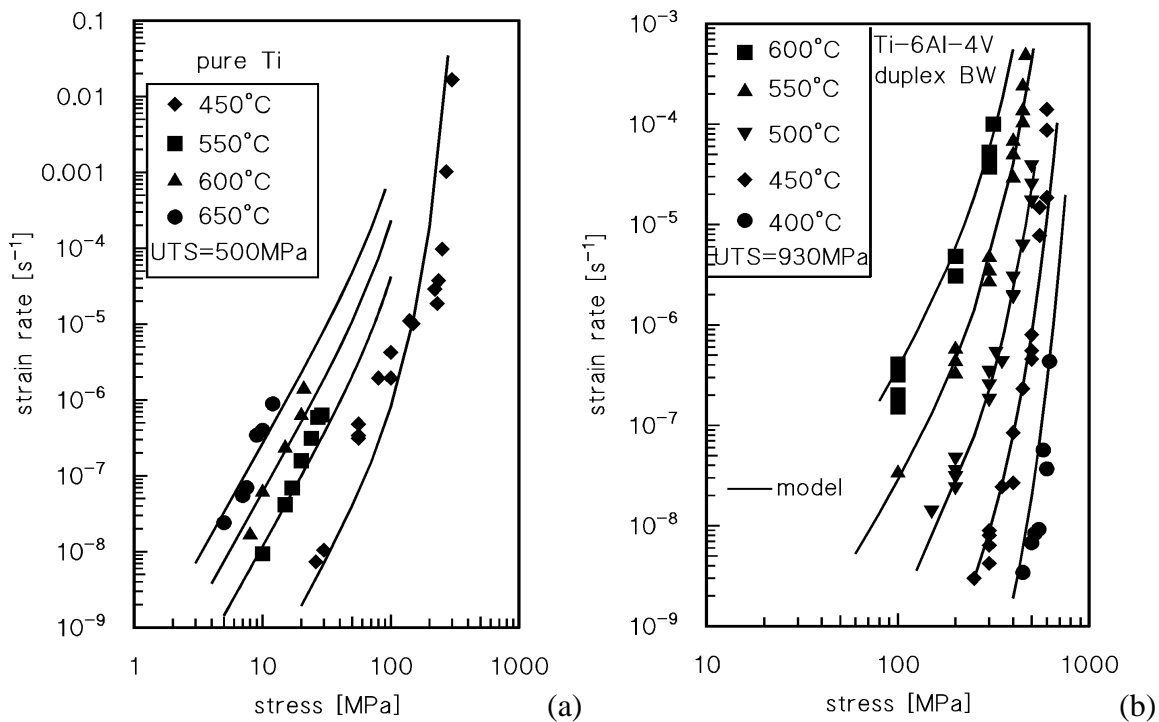 0.1
0.01
0.001
10⁻⁴
10⁻⁵
10⁻⁶
10⁻⁷
10⁻⁸
10⁻⁹
strain rate [s⁻¹]
pure Ti
450°C
550°C
600°C
650°C
UTS=500MPa
1
10
100
1000
stress [MPa]
(a)
10⁻³
10⁻⁴
10⁻⁵
10⁻⁶
10⁻⁷
10⁻⁸
10⁻⁹
strain rate [s⁻¹]
600°C
550°C
500°C
450°C
400°C
UTS=930MPa
Ti-6Al-4V
duplex BW
model
10
100
1000
stress [MPa]
(b)